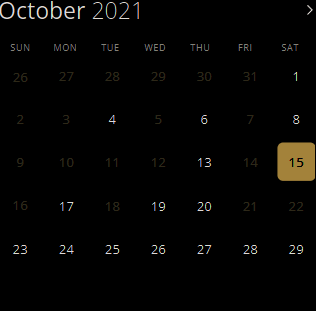 October 2021
SUN MON TUE WED THU FRI SAT
26 27 28 29 30 31 1
2 3 4 5 6 7 8
9 10 11 12 13 14 15
16 17 18 19 20 21 22
23 24 25 26 27 28 29